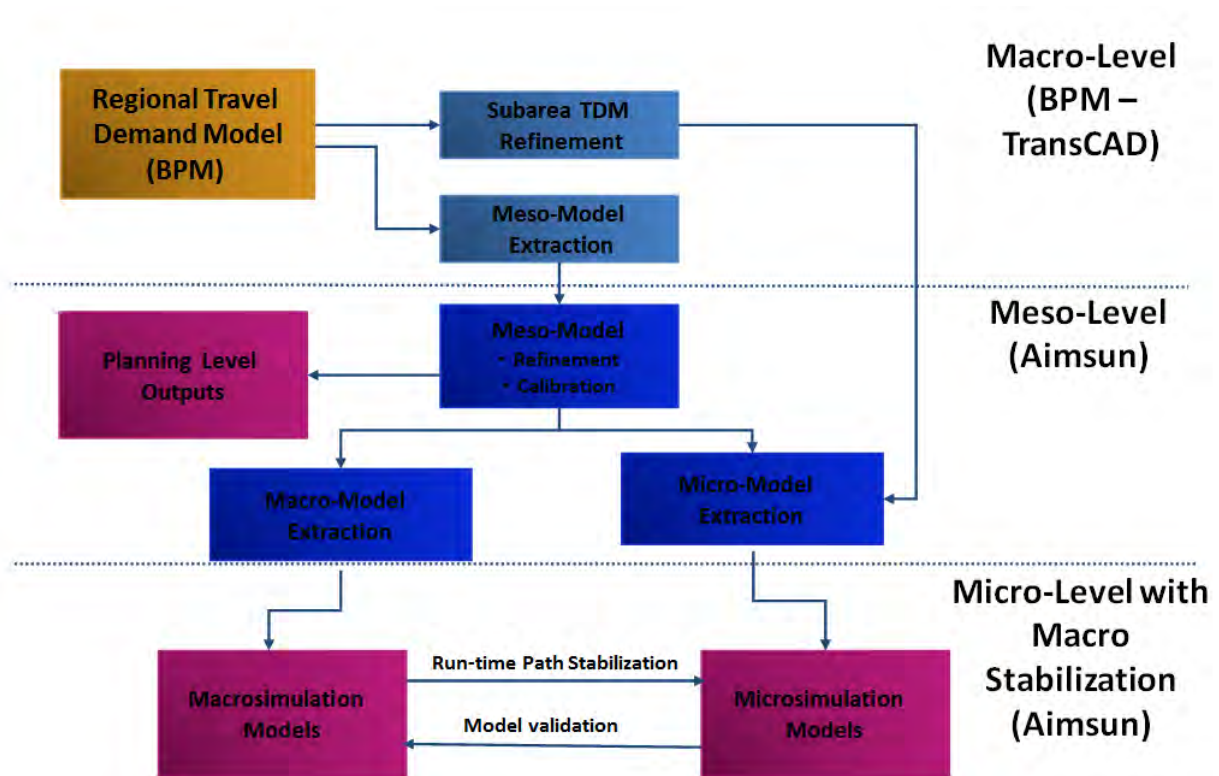 Regional Travel
Demand Model
(BPM)
Subarea TDM
Refinement
Meso-Model
Extraction
Macro-Level
(BPM –
TransCAD)
Planning Level
Outputs
Meso-Model
· Refinement
· Calibration
Meso-Level
(Aimsun)
Macro-Model
Extraction
Micro-Model
Extraction
Micro-Level with
Macro
Stabilization
(Aimsun)
Macrosimulation
Models
Run-time Path Stabilization
Model validation
Microsimulation
Models